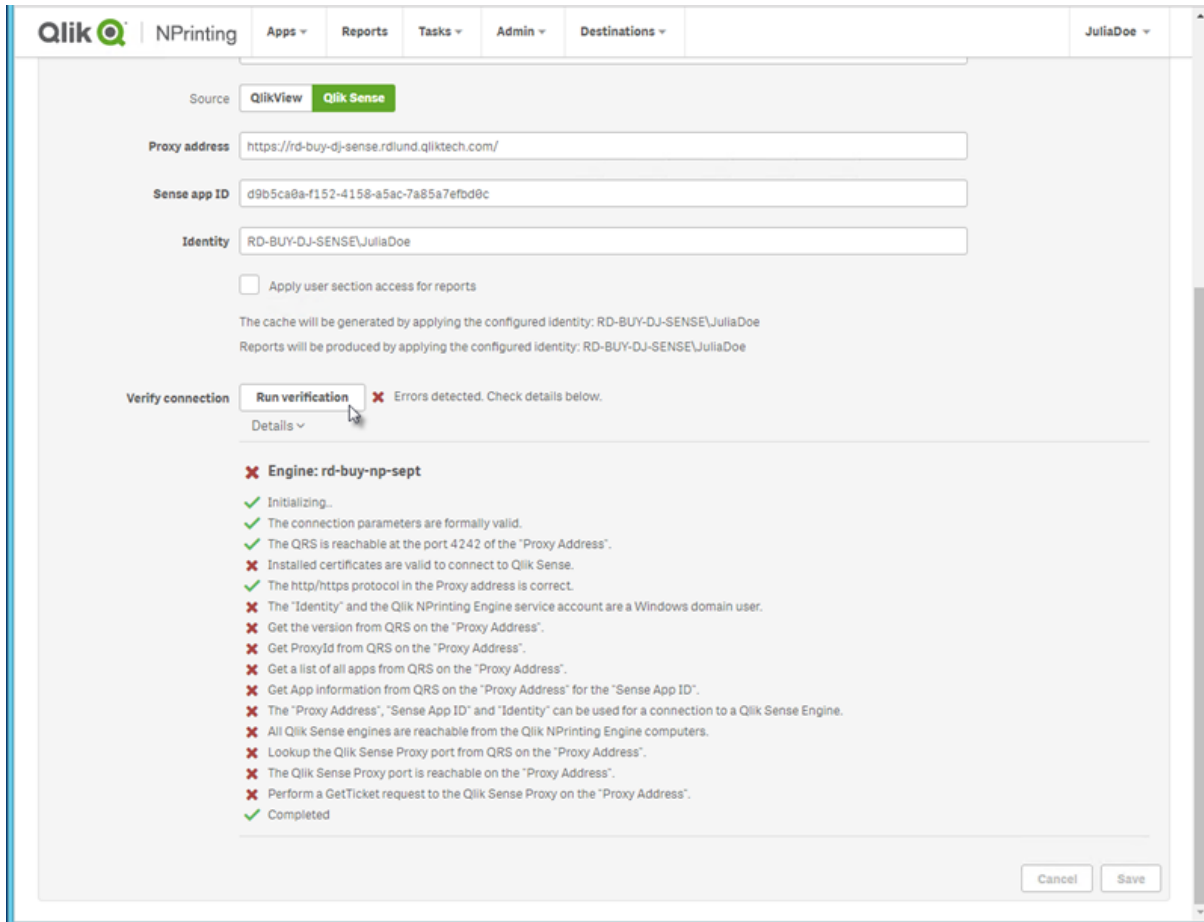 Qlik NPrinting Apps Reports Tasks Admin Destinations JuliaDoe
Source QlikView Qlik Sense
Proxy address https://rd-buy-dj-sense.rdlund.qliktech.com/
Sense app ID d9b5ca0a-f152-4158-a5ac-7a85a7efbd0c
Identity RD-BUY-DJ-SENSE\JuliaDoe
Apply user section access for reports
The cache will be generated by applying the configured identity: RD-BUY-DJ-SENSE\JuliaDoe
Reports will be produced by applying the configured identity: RD-BUY-DJ-SENSE\JuliaDoe
Verify connection Run verification Errors detected. Check details below.
Details
Engine: rd-buy-np-sept
Initializing..
The connection parameters are formally valid.
The QRS is reachable at the port 4242 of the "Proxy Address".
Installed certificates are valid to connect to Qlik Sense.
The http/https protocol in the Proxy address is correct.
The "Identity" and the Qlik NPrinting Engine service account are a Windows domain user.
Get the version from QRS on the "Proxy Address".
Get ProxyId from QRS on the "Proxy Address".
Get a list of all apps from QRS on the "Proxy Address".
Get App information from QRS on the "Proxy Address" for the "Sense App ID".
The "Proxy Address", "Sense App ID" and "Identity" can be used for a connection to a Qlik Sense Engine.
All Qlik Sense engines are reachable from the Qlik NPrinting Engine computers.
Lookup the Qlik Sense Proxy port from QRS on the "Proxy Address".
The Qlik Sense Proxy port is reachable on the "Proxy Address".
Perform a GetTicket request to the Qlik Sense Proxy on the "Proxy Address".
Completed
Cancel Save